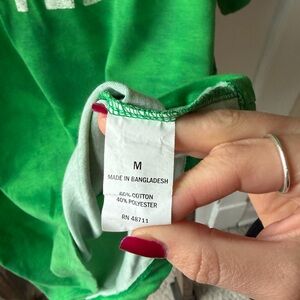 M
MADE IN BANGLADESH
60% COTTON
40% POLYESTER
RN 48711